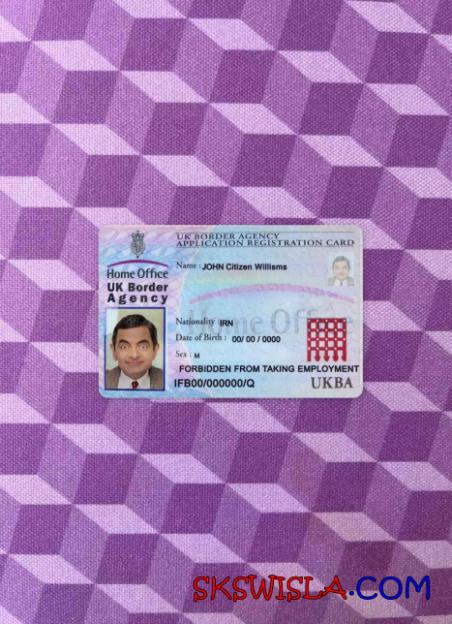 UK BORDER AGENCY
APPLICATION REGISTRATION CARD
Home Office
UK Border
Agency
Name : JOHN Citizen Willisms
Home Office
Nationality : IRN
Date of Birth : 00/ 00 / 0000
Sex : M
FORBIDDEN FROM TAKING EMPLOYMENT
IFB00/000000/Q
UKBA
SKSWISLA.COM